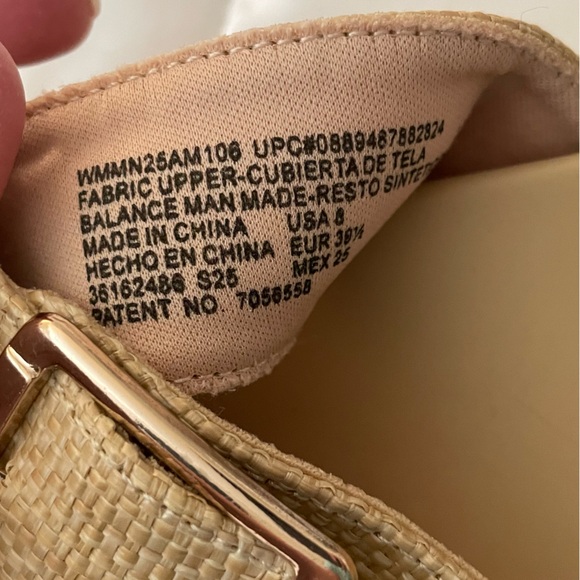 WMMN25AM106 UPC#0889487882824
FABRIC UPPER-CUBIERTA DE TELA
BALANCE MAN MADE-RESTO SINTET
MADE IN CHINA USA 8
HECHO EN CHINA EUR 38½
36162486 S25 MEX 25
PATENT NO 7056558